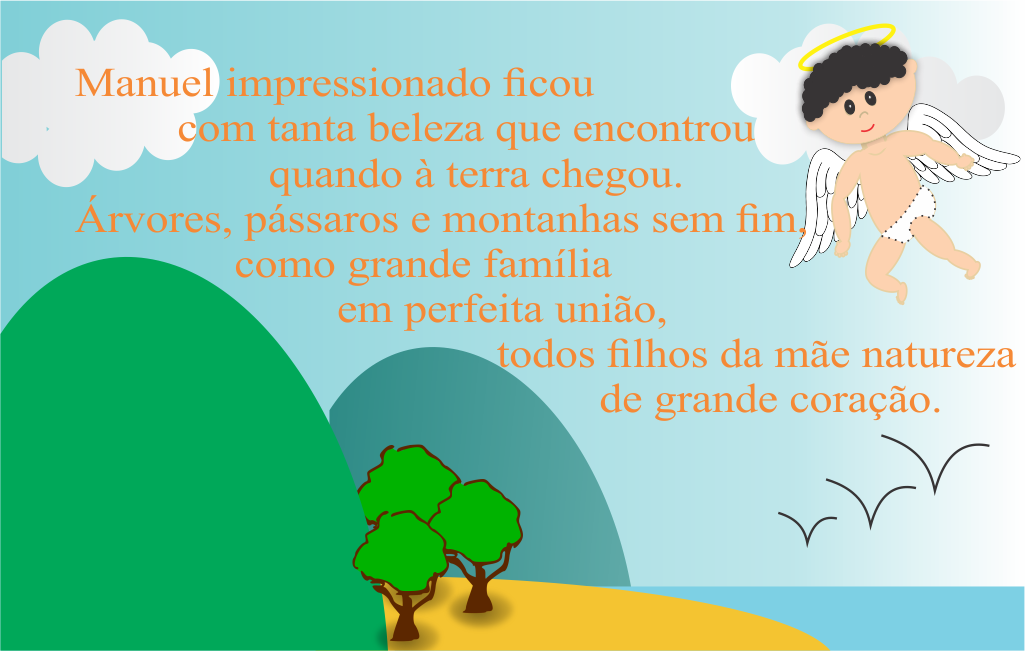 Manuel impressionado ficou
com tanta beleza que encontrou
quando à terra chegou.
Árvores, pássaros e montanhas sem fim,
como grande família
em perfeita união,
todos filhos da mãe natureza
de grande coração.